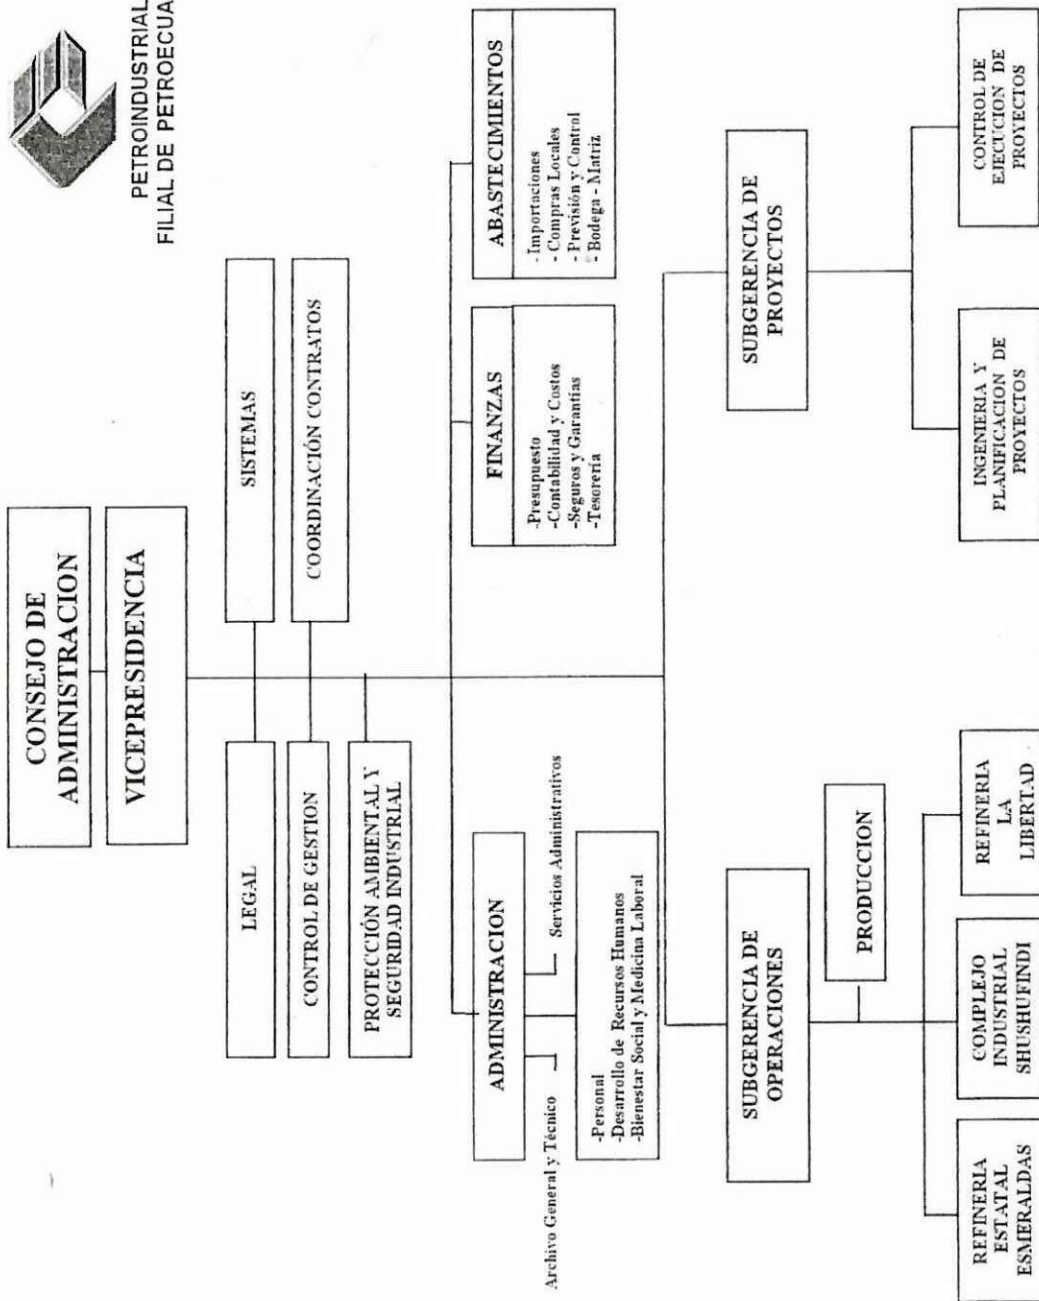 PETROINDUSTRIAL
FILIAL DE PETROECUA
CONSEJO DE
ADMINISTRACION
VICEPRESIDENCIA
LEGAL
SISTEMAS
CONTROL DE GESTION
COORDINACIÓN CONTRATOS
PROTECCIÓN AMBIENTAL Y
SEGURIDAD INDUSTRIAL
ADMINISTRACION
Archivo General y Técnico
Servicios Administrativos
-Personal
-Desarrollo de Recursos Humanos
-Bienestar Social y Medicina Laboral
FINANZAS
-Presupuesto
-Contabilidad y Costos
-Seguros y Garantías
-Tesorería
ABASTECIMIENTOS
- Importaciones
- Compras Locales
- Previsión y Control
- Bodega - Matriz
SUBGERENCIA DE
OPERACIONES
PRODUCCION
REFINERIA
ESTATAL
ESMERALDAS
COMPLEJO
INDUSTRIAL
SHUSHUFINDI
REFINERIA
LA
LIBERTAD
SUBGERENCIA DE
PROYECTOS
INGENIERIA Y
PLANIFICACION DE
PROYECTOS
CONTROL DE
EJECUCION DE
PROYECTOS